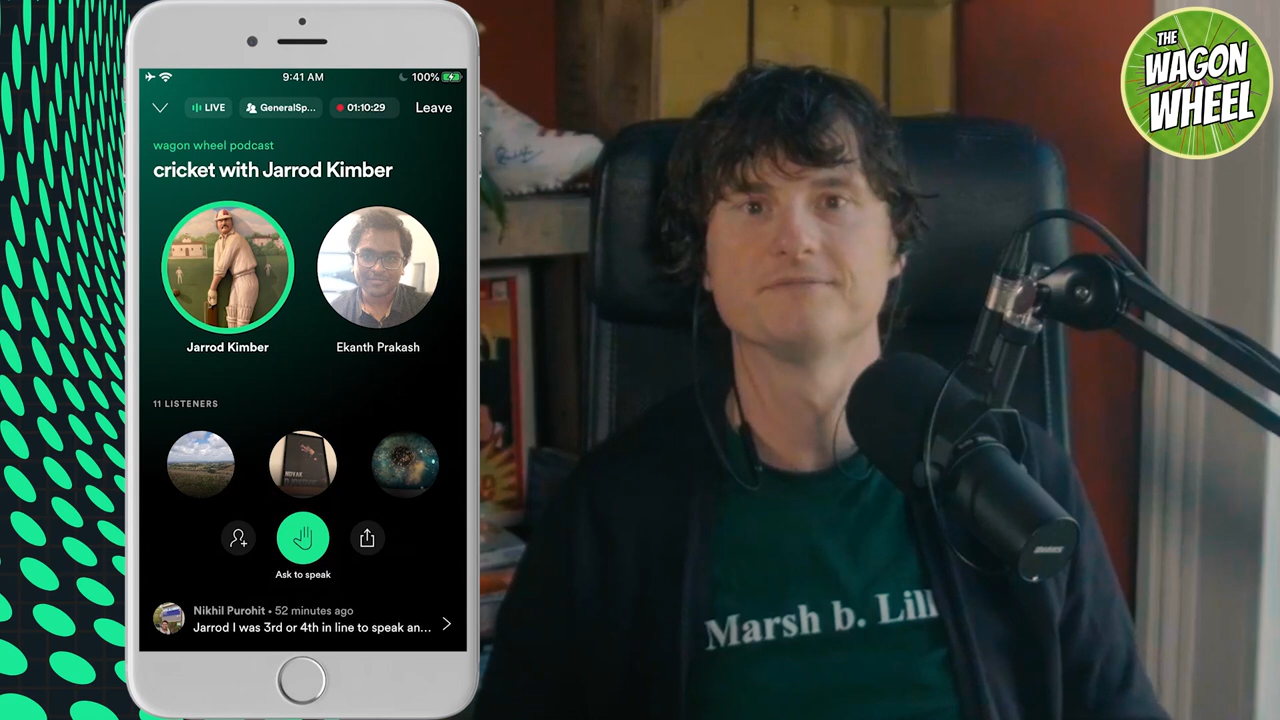 9:41 AM
100%
LIVE
GeneralSp...
01:10:29
Leave
wagon wheel podcast
cricket with Jarrod Kimber
Jarrod Kimber
Ekanth Prakash
11 LISTENERS
NOVAK
Ask to speak
Nikhil Purohit • 52 minutes ago
Jarrod I was 3rd or 4th in line to speak an...
THE
WAGON
WHEEL
Marsh b. Lill